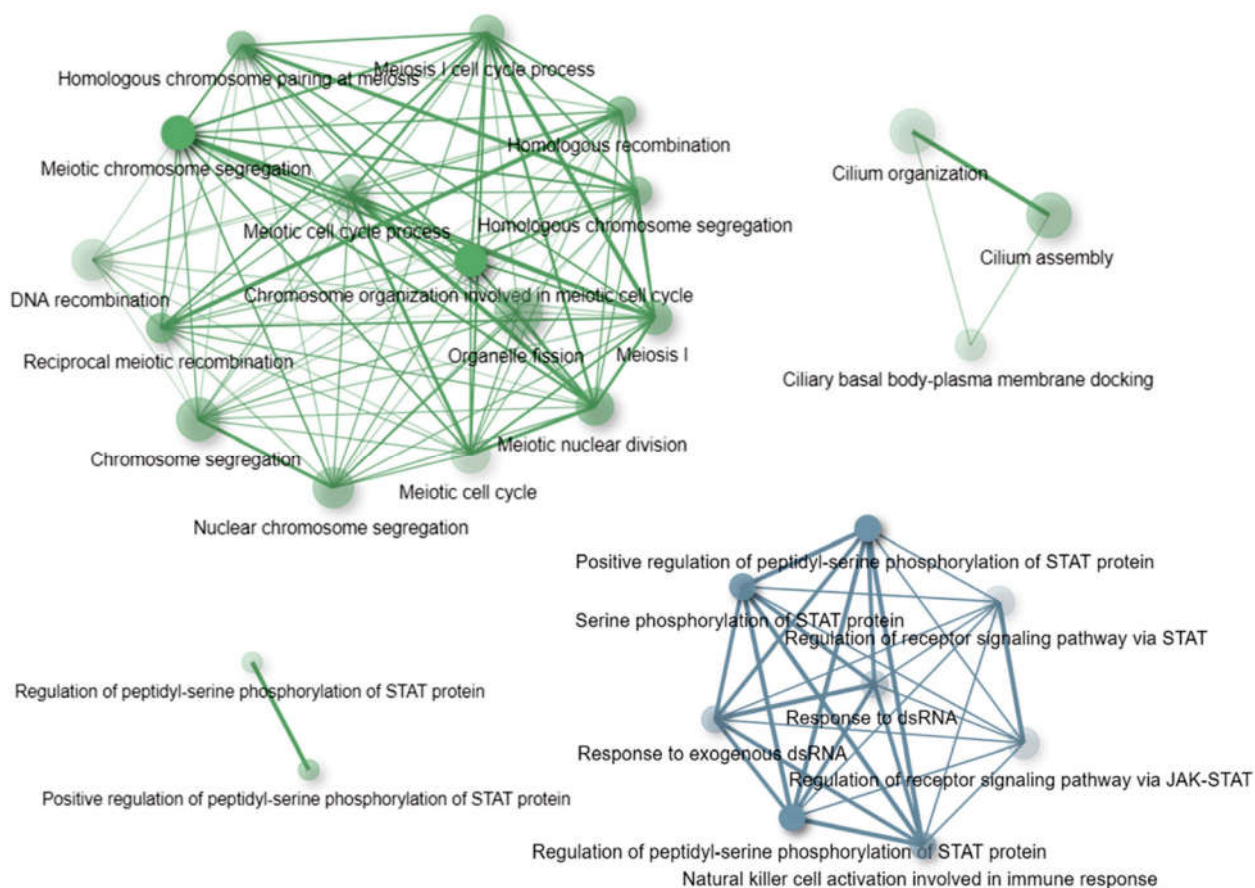 Homologous chromosome pairing at meiosis
Meiosis I cell cycle process
Homologous recombination
Meiotic chromosome segregation
Homologous chromosome segregation
Meiotic cell cycle process
DNA recombination
Chromosome organization involved in meiotic cell cycle
Reciprocal meiotic recombination
Organelle fission
Meiosis I
Chromosome segregation
Meiotic nuclear division
Meiotic cell cycle
Nuclear chromosome segregation
Cilium organization
Cilium assembly
Ciliary basal body-plasma membrane docking
Regulation of peptidyl-serine phosphorylation of STAT protein
Positive regulation of peptidyl-serine phosphorylation of STAT protein
Positive regulation of peptidyl-serine phosphorylation of STAT protein
Serine phosphorylation of STAT protein
Regulation of receptor signaling pathway via STAT
Response to dsRNA
Response to exogenous dsRNA
Regulation of receptor signaling pathway via JAK-STAT
Regulation of peptidyl-serine phosphorylation of STAT protein
Natural killer cell activation involved in immune response